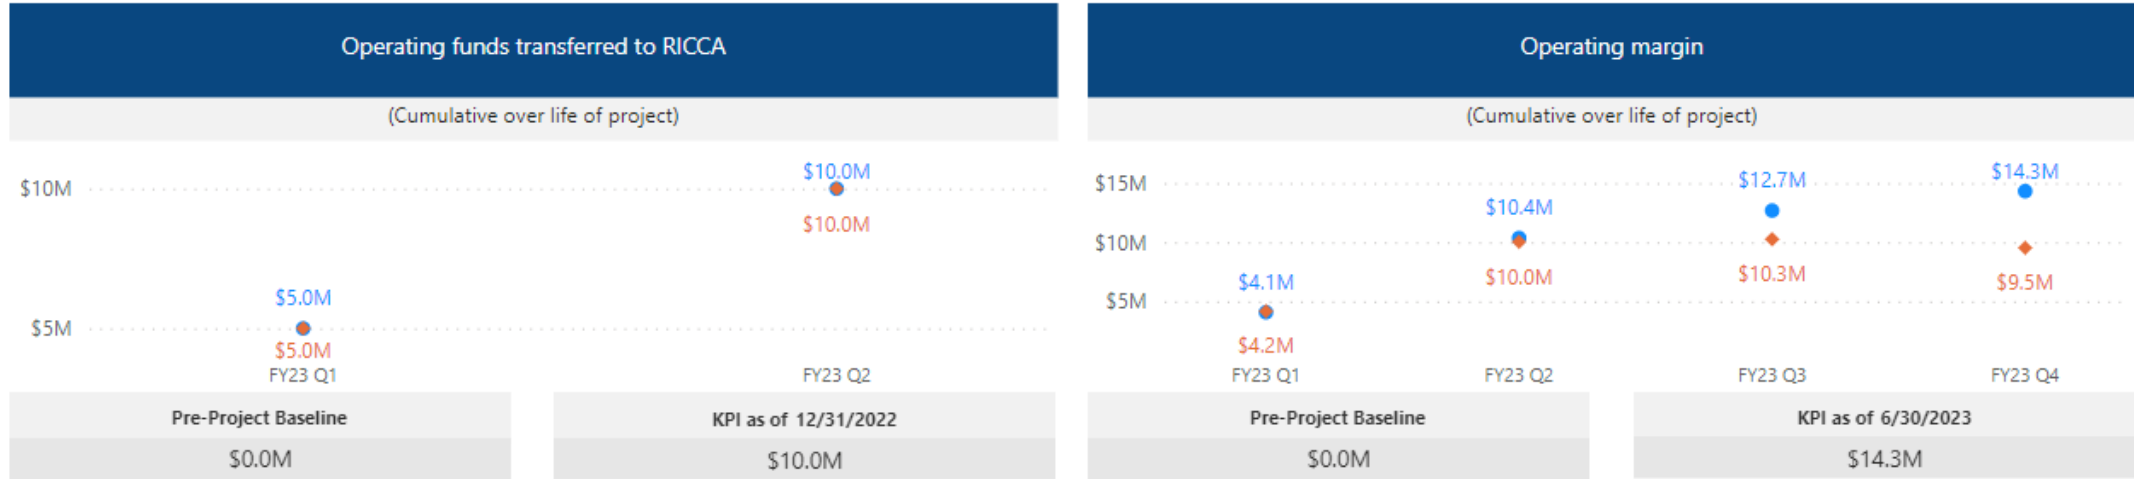 Operating funds transferred to RICCA
(Cumulative over life of project)
$10M
$10.0M
$10.0M
$5M
$5.0M
$5.0M
FY23 Q1
FY23 Q2
Pre-Project Baseline
$0.0M
KPI as of 12/31/2022
$10.0M
Operating margin
(Cumulative over life of project)
$15M
$10M
$5M
$4.1M
$4.2M
$10.4M
$10.0M
$12.7M
$10.3M
$14.3M
$9.5M
FY23 Q1
FY23 Q2
FY23 Q3
FY23 Q4
Pre-Project Baseline
$0.0M
KPI as of 6/30/2023
$14.3M